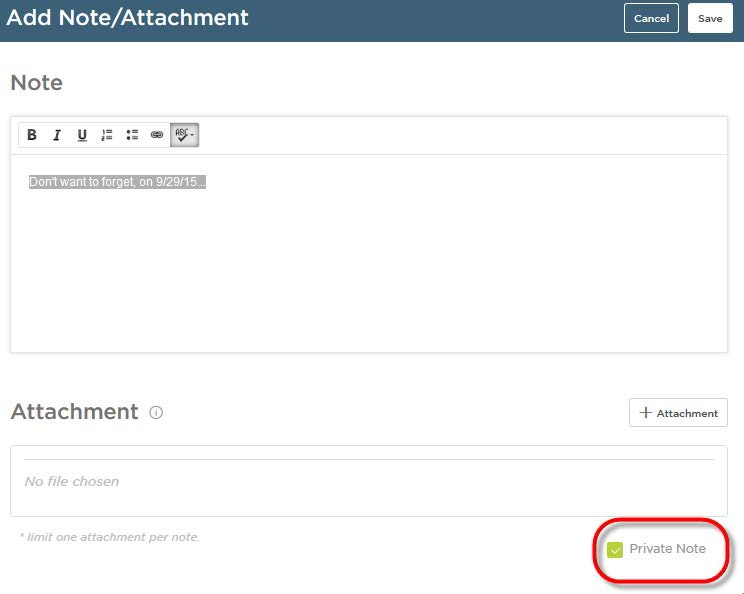 Add Note/Attachment Cancel Save
Note
B I U ABC
Don't want to forget, on 9/29/15...
Attachment + Attachment
No file chosen
* limit one attachment per note.
Private Note